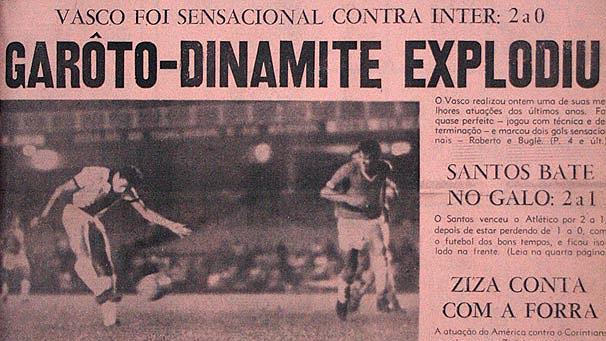 VASCO FOI SENSACIONAL CONTRA INTER: 2 a 0
GARÔTO-DINAMITE EXPLODIU
O Vasco realizou ontem uma de suas me
lhores atuações dos últimos anos. Fo
quase perfeito – jogou com técnica e de
terminação – e marcou dois gols sensacio
nais – Roberto e Buglê. (P. 4 e últ.)
SANTOS BATE
NO GALO: 2 a 1
O Santos venceu o Atlético por 2 a 1
depois de estar perdendo de 1 a 0, com
o futebol dos bons tempos, e ficou iso
lado na frente. (Leia na quarta página
ZIZA CONTA
COM A FORRA
A atuação do América contra o Corintians